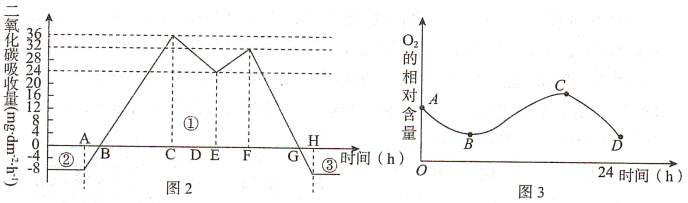 二氧化碳吸收量(mg·dm⁻²·h⁻¹)
36
32
28
24
20
16
12
8
4
0
-4
-8
A
B
C
D
E
F
G
H
①
②
③
时间（h）
图2
O₂的相对含量
A
B
C
D
O
24
时间（h）
图3